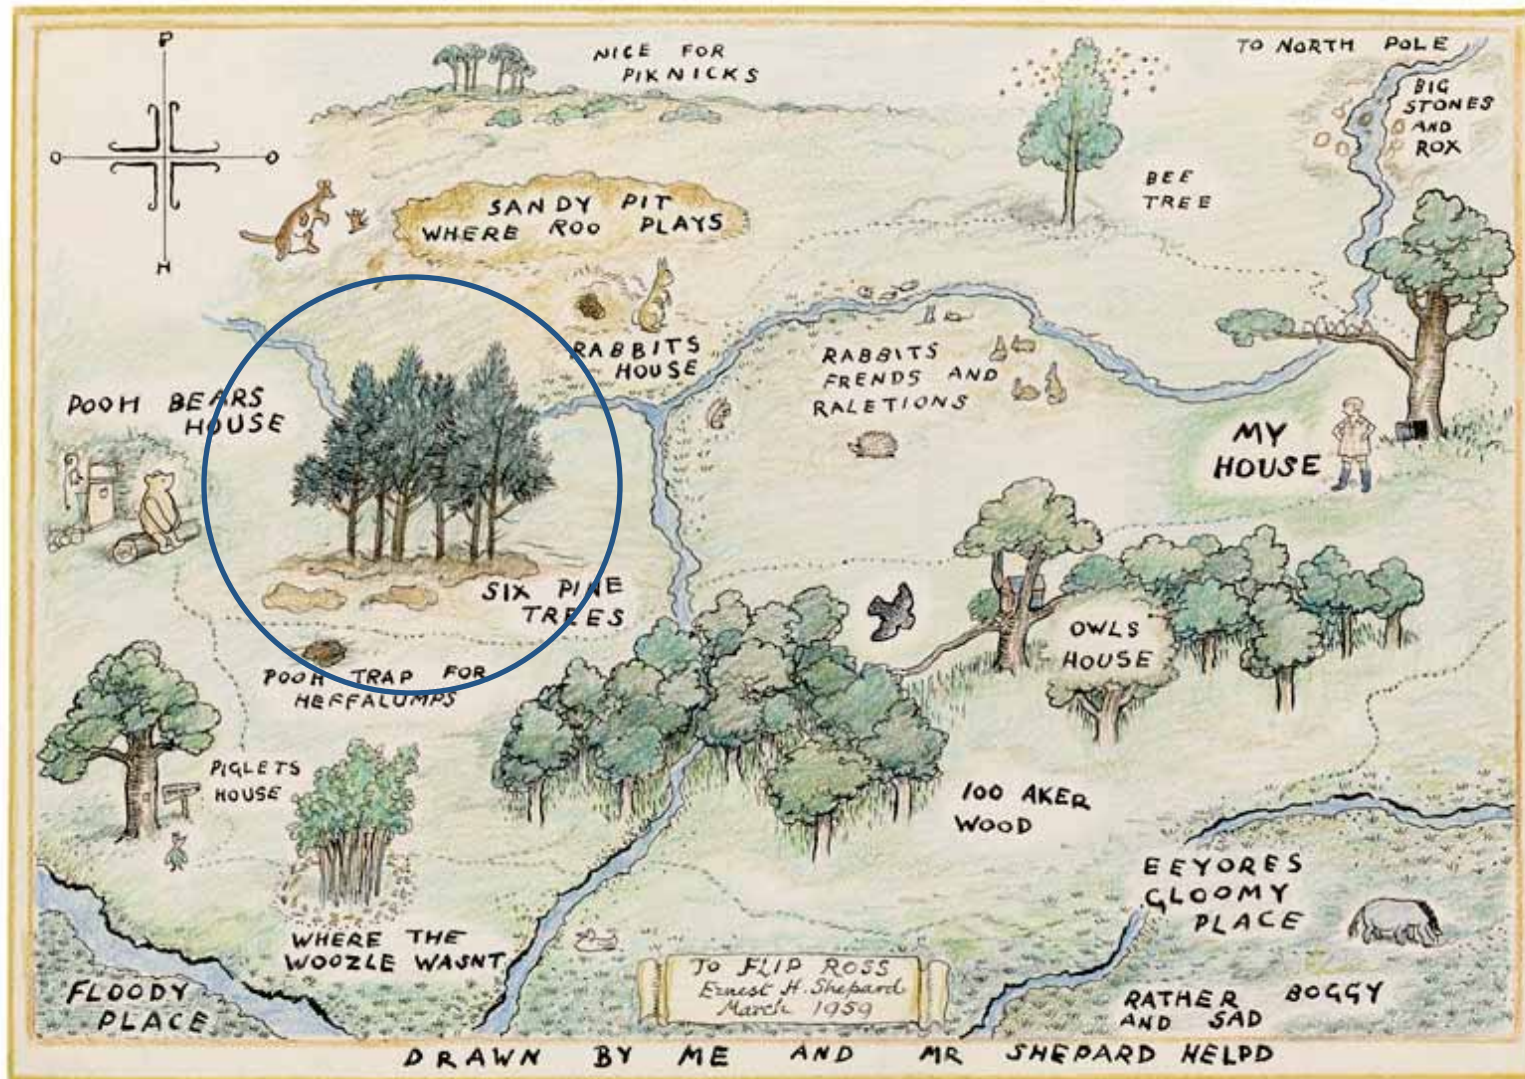 P
O
O
H
NICE FOR
PIKNICKS
TO NORTH POLE
BIG
STONES
AND
ROX
BEE
TREE
SANDY PIT
WHERE ROO PLAYS
RABBITS
HOUSE
RABBITS
FRENDS AND
RALETIONS
POOH BEARS
HOUSE
MY
HOUSE
SIX PINE
TREES
OWLS
HOUSE
POOH TRAP FOR
HEFFALUMPS
PIGLETS
HOUSE
100 AKER
WOOD
EEYORES
GLOOMY
PLACE
WHERE THE
WOOZLE WASNT
FLOODY
PLACE
TO FLIP ROSS
Ernest H. Shepard
March 1959
RATHER BOGGY
AND SAD
DRAWN BY ME AND MR SHEPARD HELPD